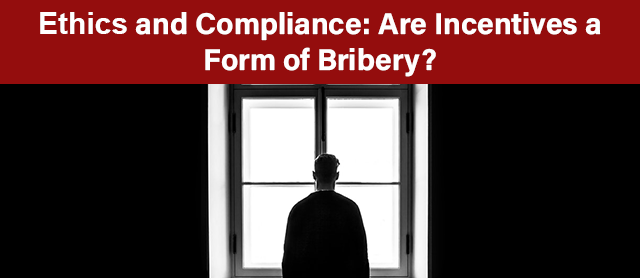 Ethics and Compliance: Are Incentives a
Form of Bribery?